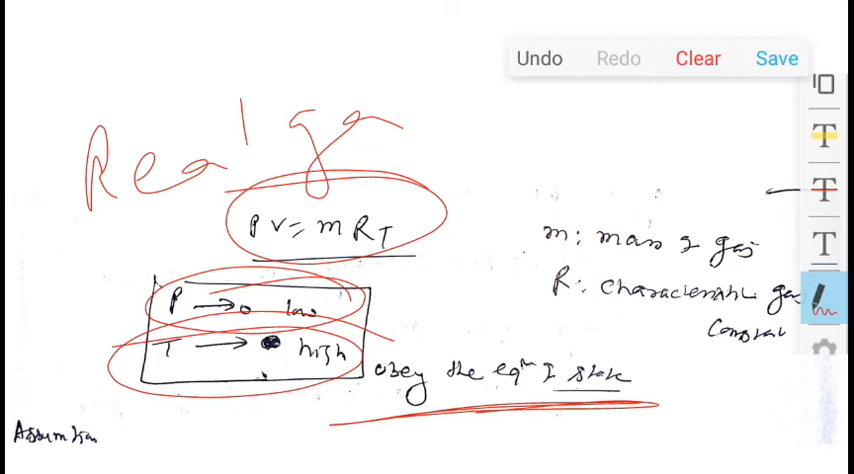 Undo Redo Clear Save
Real gas
PV = mRT
m: mass of gas
R: characteristic gas
constant
P → 0 low
T → high
obey the eqn of state
Assumption